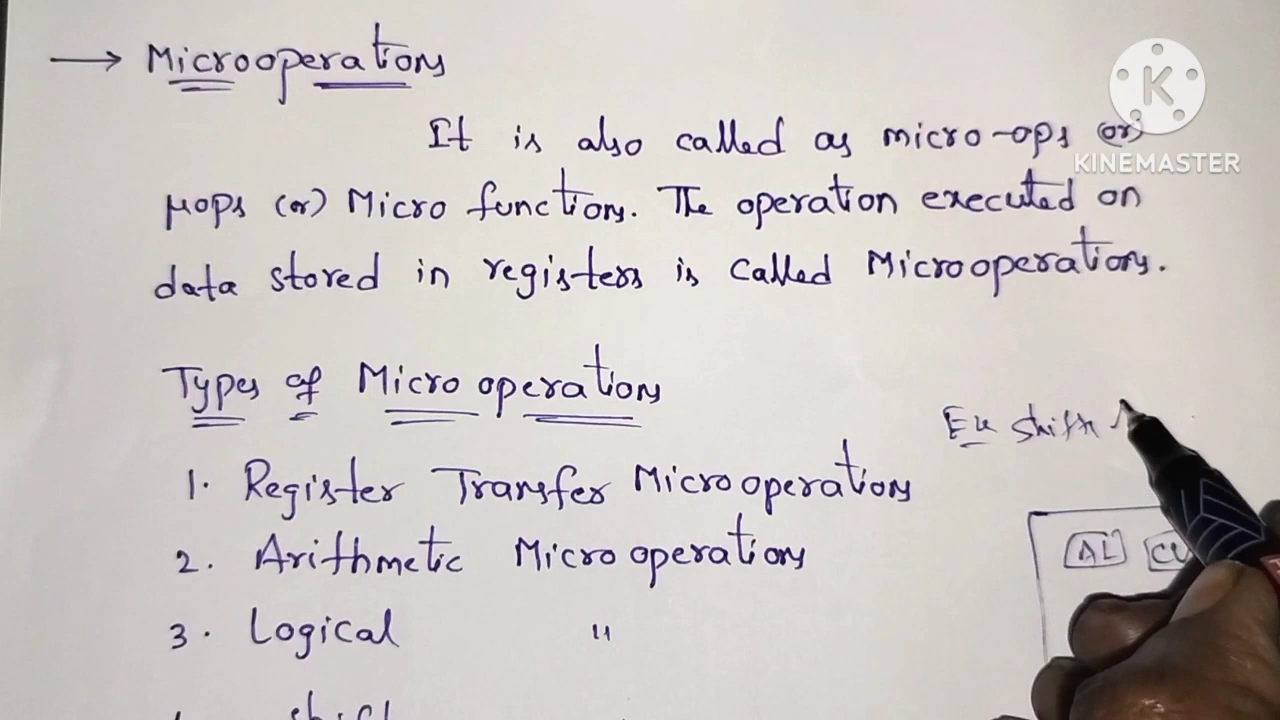 → Microoperations
It is also called as micro-ops (or)
μops (or) Micro functions. The operation executed on
data stored in registers is called Microoperations.
Types of Micro operations
Ex shift
1. Register Transfer Microoperations
2. Arithmetic Microoperations
3. Logical "
shift
AL
K
KINEMASTER